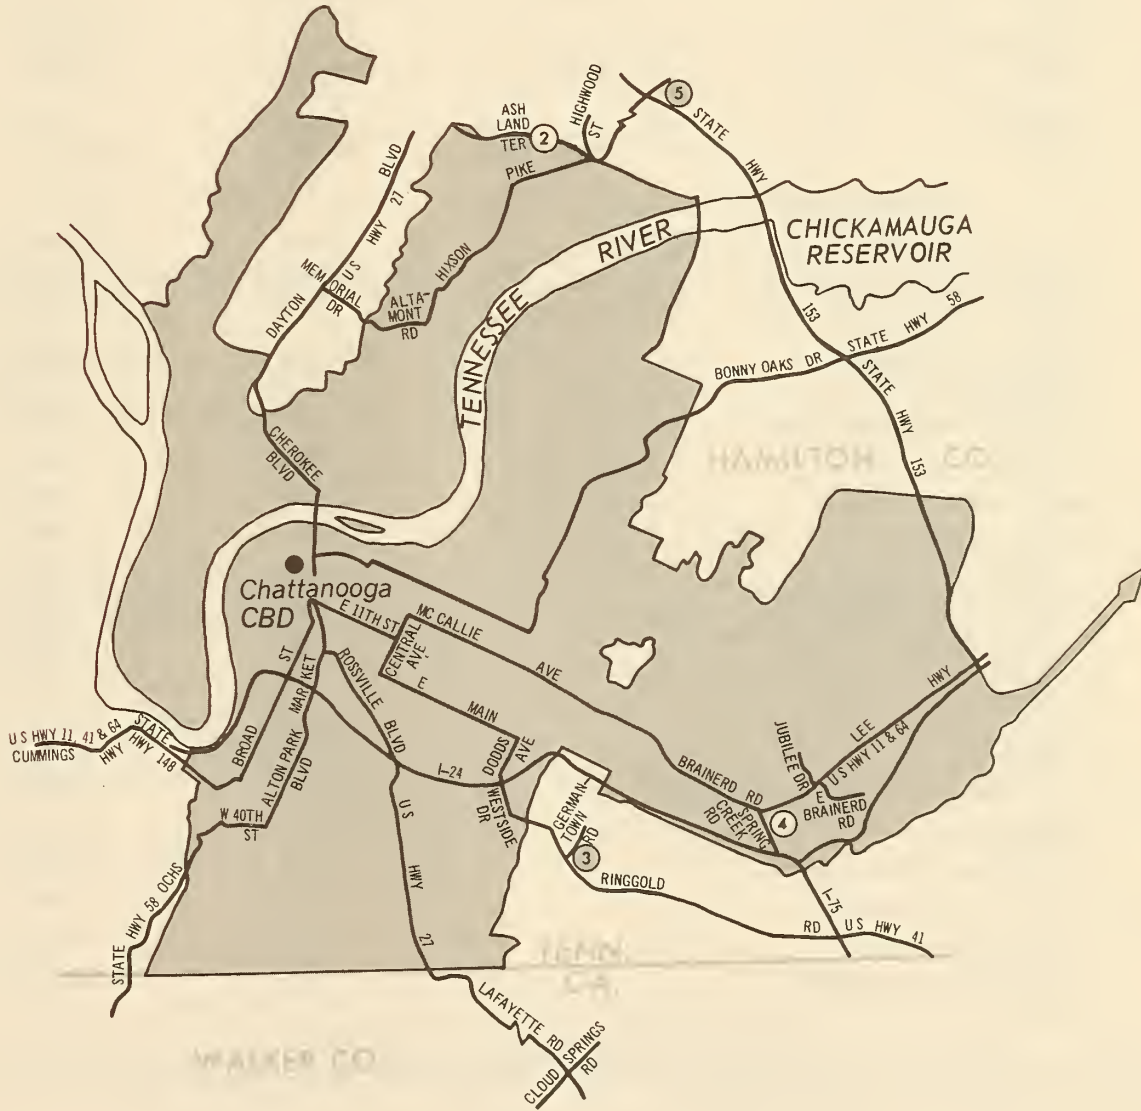 ASH
LAND
TER
2
HIGHWOOD
ST
5
STATE
HWY
153
PIKE
HIXSON
BLVD
US HWY 27
DAYTON
MEMORIAL
DR
ALTA-
MONT
RD
TENNESSEE RIVER
CHICKAMAUGA
RESERVOIR
BONNY OAKS DR
STATE HWY 58
STATE HWY 153
HAMILTON CO
CHEROKEE
BLVD
Chattanooga
CBD
E 11TH ST
MC CALLIE AVE
CENTRAL
AVE
E MAIN
ROSSVILLE BLVD
MARKET
ST
BROAD
ALTON PARK
BLVD
US HWY 11, 41 & 64
CUMMINGS HWY
STATE
HWY 148
W 40TH
ST
STATE HWY 58 OCHS
I-24
DODDS
AVE
WESTSIDE
DR
GERMAN-
TOWN
RD
3
RINGGOLD RD
US HWY 41
BRAINERD RD
SPRING
CREEK
RD
4
JUBILEE DR
LEE HWY
US HWY 11 & 64
E
BRAINERD
RD
I-75
US HWY 27
TENN.
GA.
LAFAYETTE RD
CLOUD SPRINGS
RD
WALKER CO